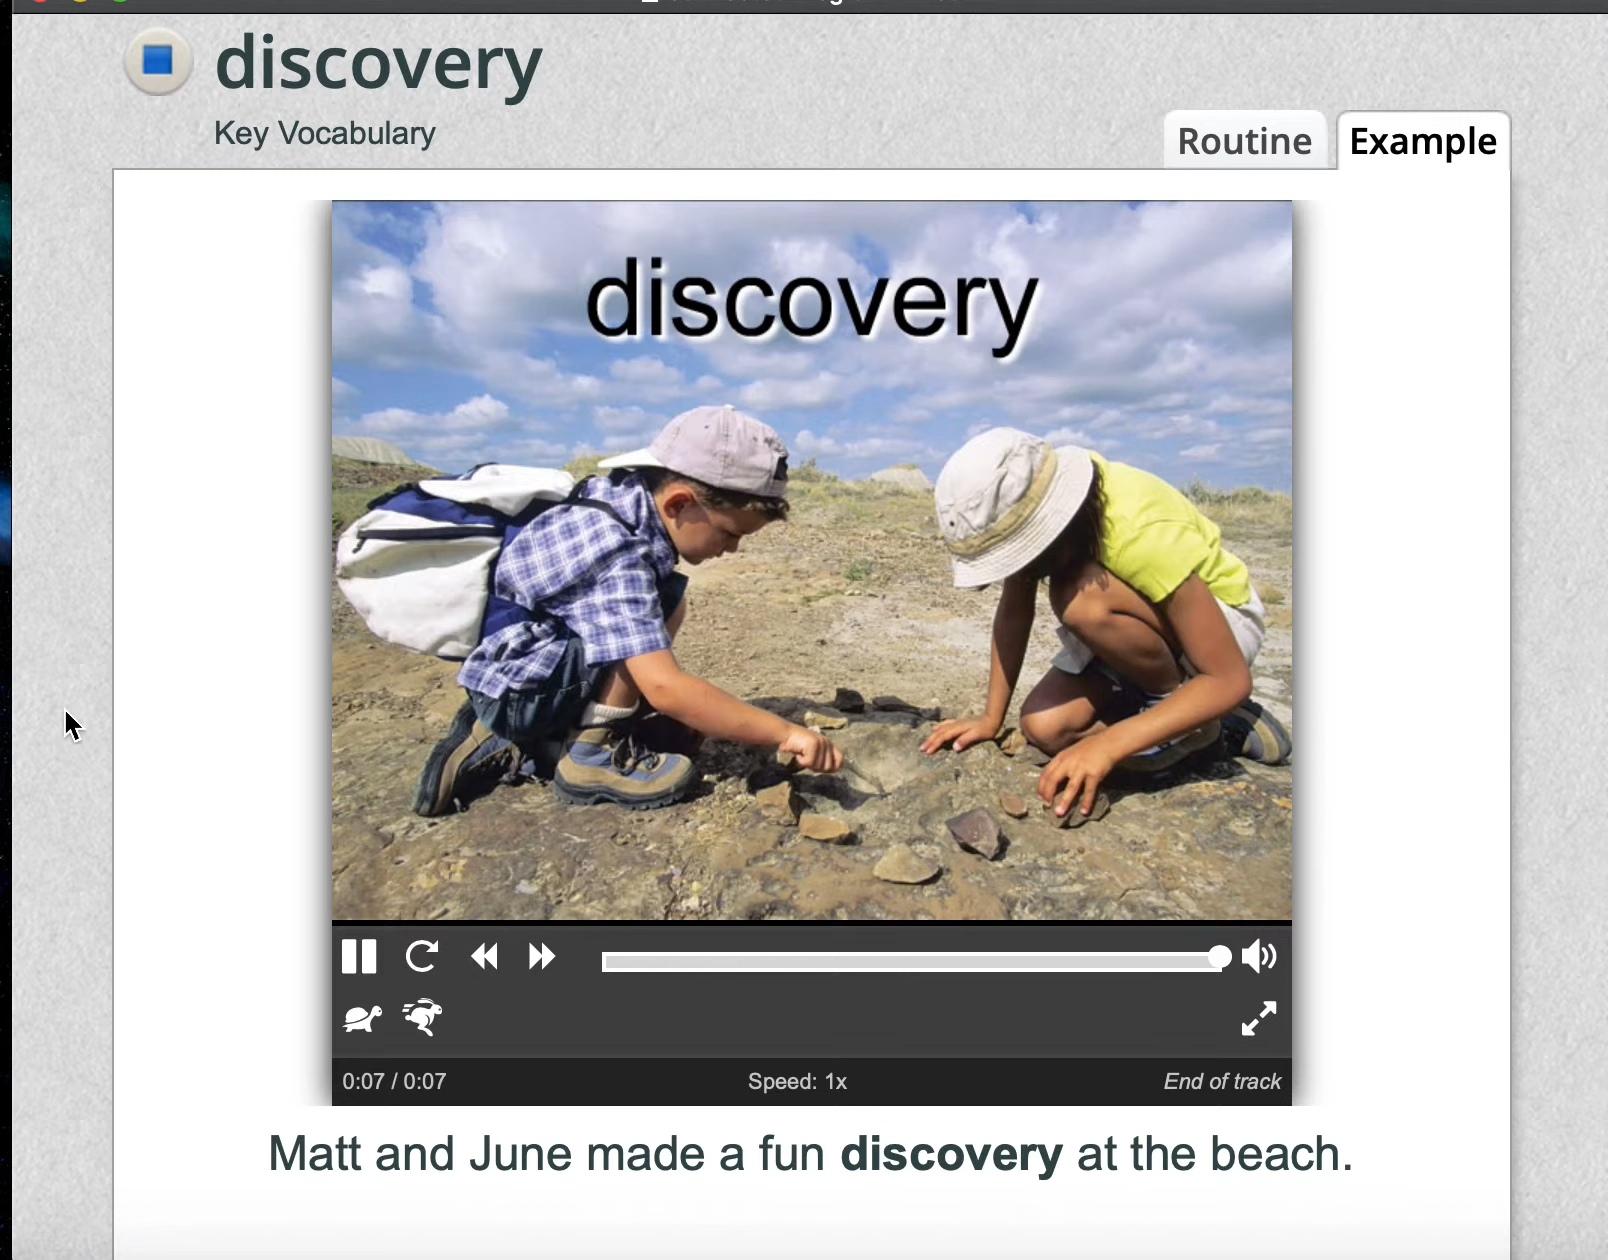 discovery
Key Vocabulary
Routine
Example
discovery
0:07 / 0:07
Speed: 1x
End of track
Matt and June made a fun discovery at the beach.